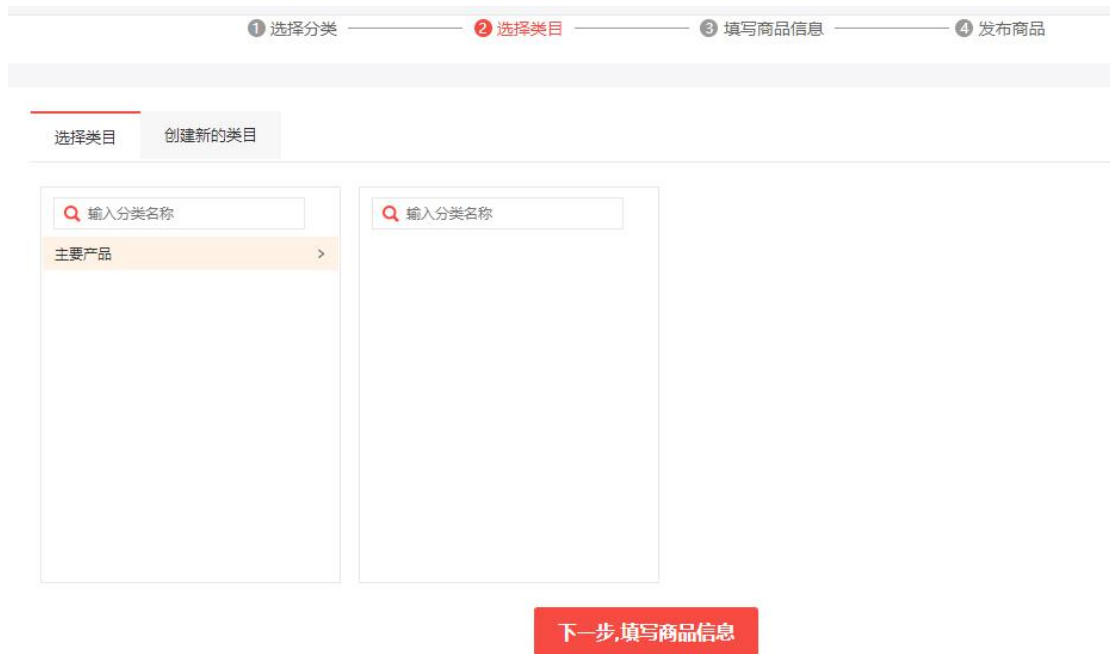 1 选择分类 2 选择类目 3 填写商品信息 4 发布商品
选择类目 创建新的类目
输入分类名称 输入分类名称
主要产品 >
下一步,填写商品信息